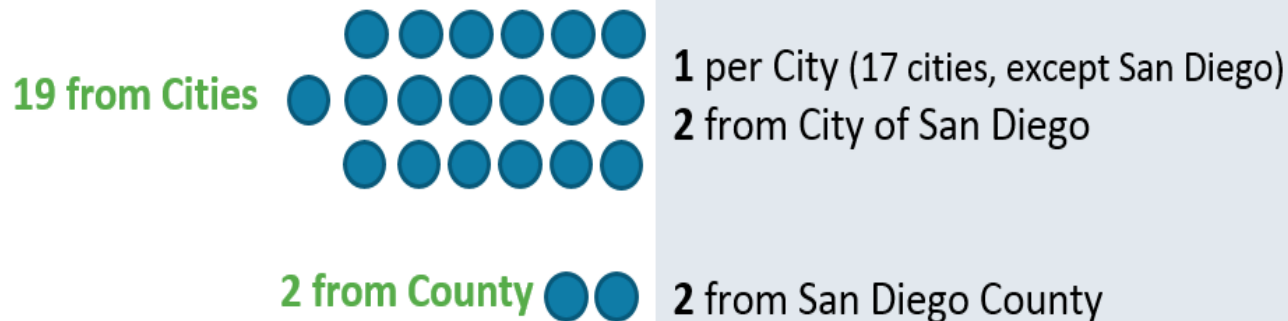 19 from Cities
1 per City (17 cities, except San Diego)
2 from City of San Diego
2 from County
2 from San Diego County